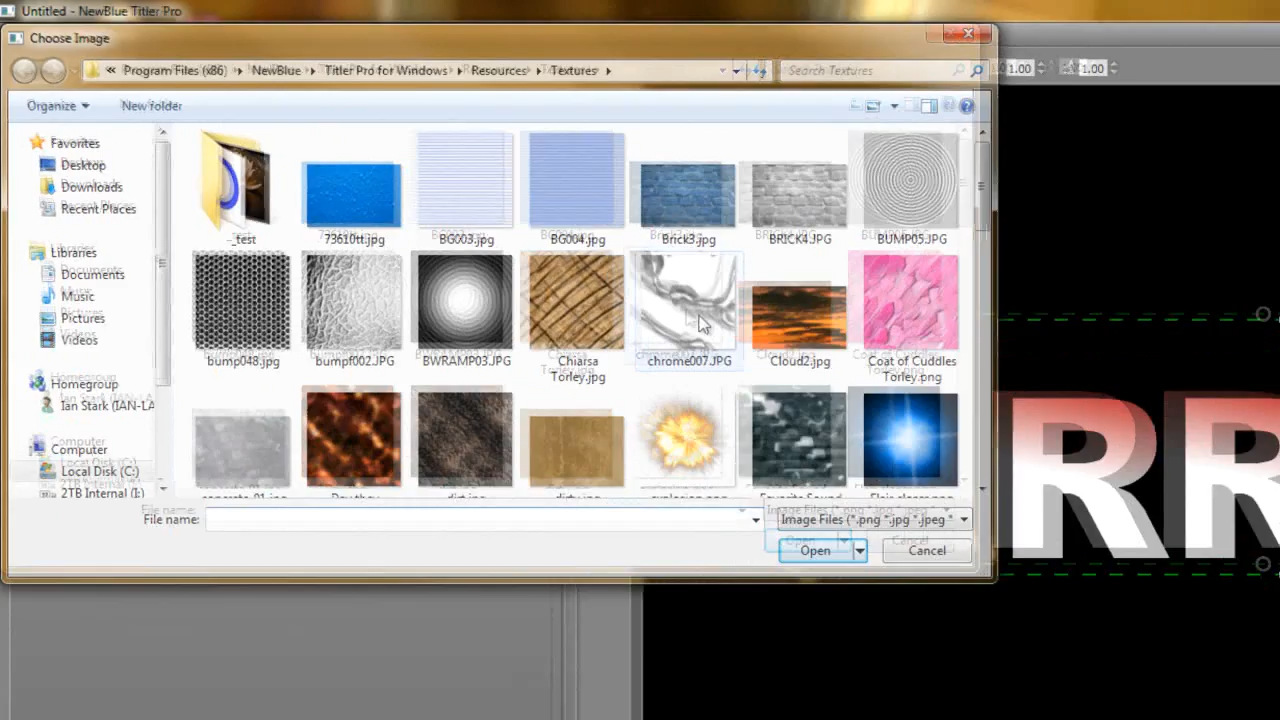 Untitled - NewBlue Titler Pro
Choose Image
« Program Files (x86) NewBlue Titler Pro for Windows Resources Textures Search Textures
1.00 1.00
Organize New folder
Favorites
Desktop
Downloads
Recent Places
Libraries
Documents
Music
Pictures
Videos
Homegroup
Ian Stark (IAN-LA
Computer
Local Disk (C:)
2TB Internal (I:)
_test 73610tt.jpg BG003.jpg BG004.jpg Brick3.jpg BRICK4.JPG BUMP05.JPG
bump048.jpg bumpf002.JPG BWRAMP03.JPG Chiarsa Torley.jpg chrome007.JPG Cloud2.jpg Coat of Cuddles Torley.png
RR
File name: Image Files (*.png *.jpg *.jpeg
Open Cancel